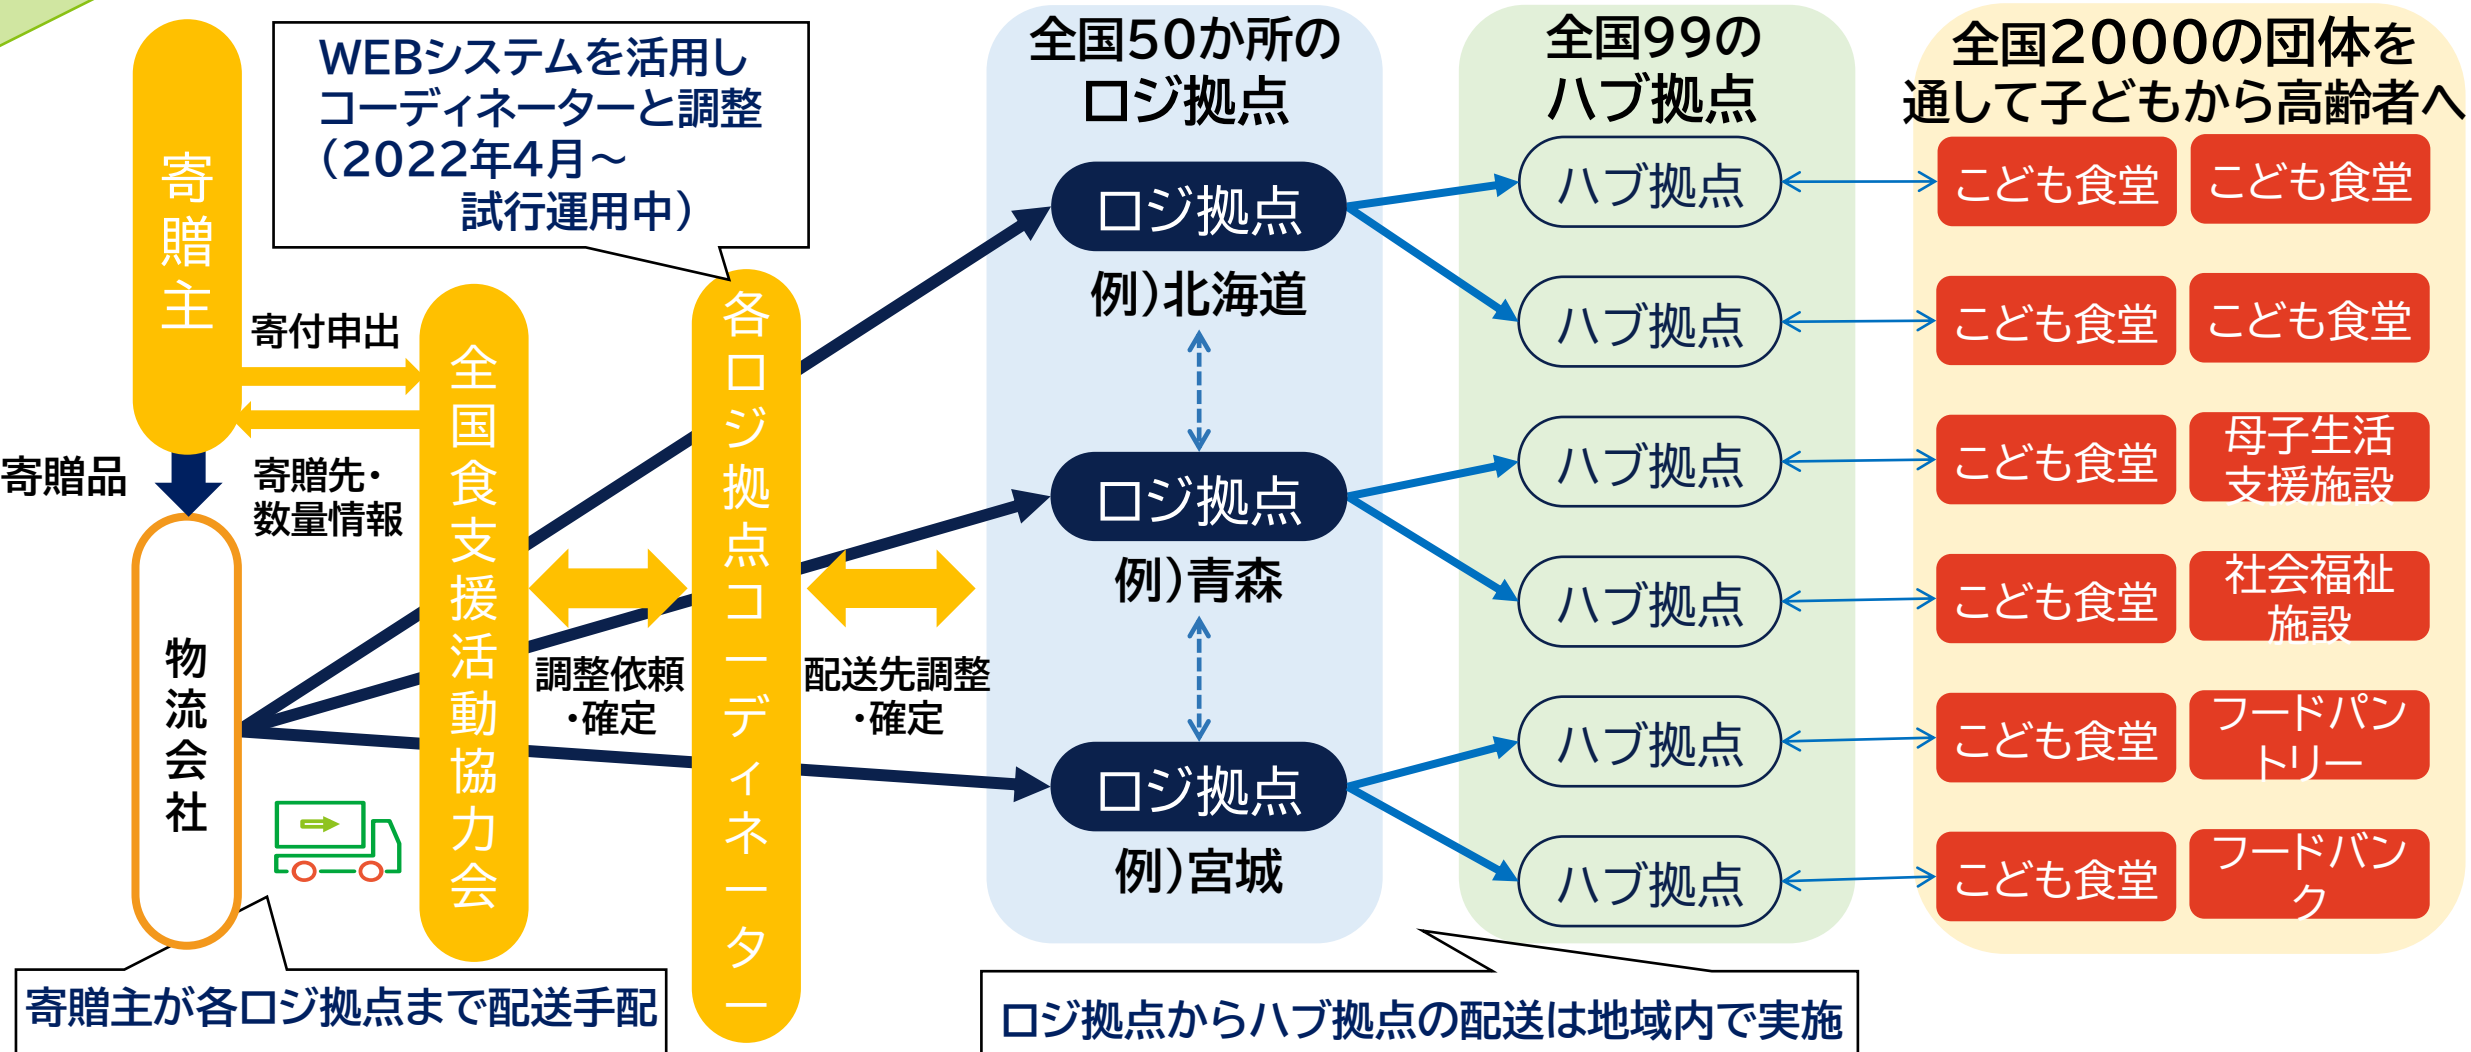 寄贈主
WEBシステムを活用し
コーディネーターと調整
（2022年4月～
試行運用中）
寄付申出
寄贈先・
数量情報
寄贈品
物流会社
全国食支援活動協力会
調整依頼
・確定
各ロジ拠点コーディネーター
配送先調整
・確定
寄贈主が各ロジ拠点まで配送手配
全国50か所の
ロジ拠点
ロジ拠点
例）北海道
ロジ拠点
例）青森
ロジ拠点
例）宮城
全国99の
ハブ拠点
ハブ拠点
ハブ拠点
ハブ拠点
ハブ拠点
ハブ拠点
ハブ拠点
ロジ拠点からハブ拠点の配送は地域内で実施
全国2000の団体を
通して子どもから高齢者へ
こども食堂
こども食堂
こども食堂
こども食堂
こども食堂
母子生活
支援施設
こども食堂
社会福祉
施設
こども食堂
フードパン
トリー
こども食堂
フードバン
ク